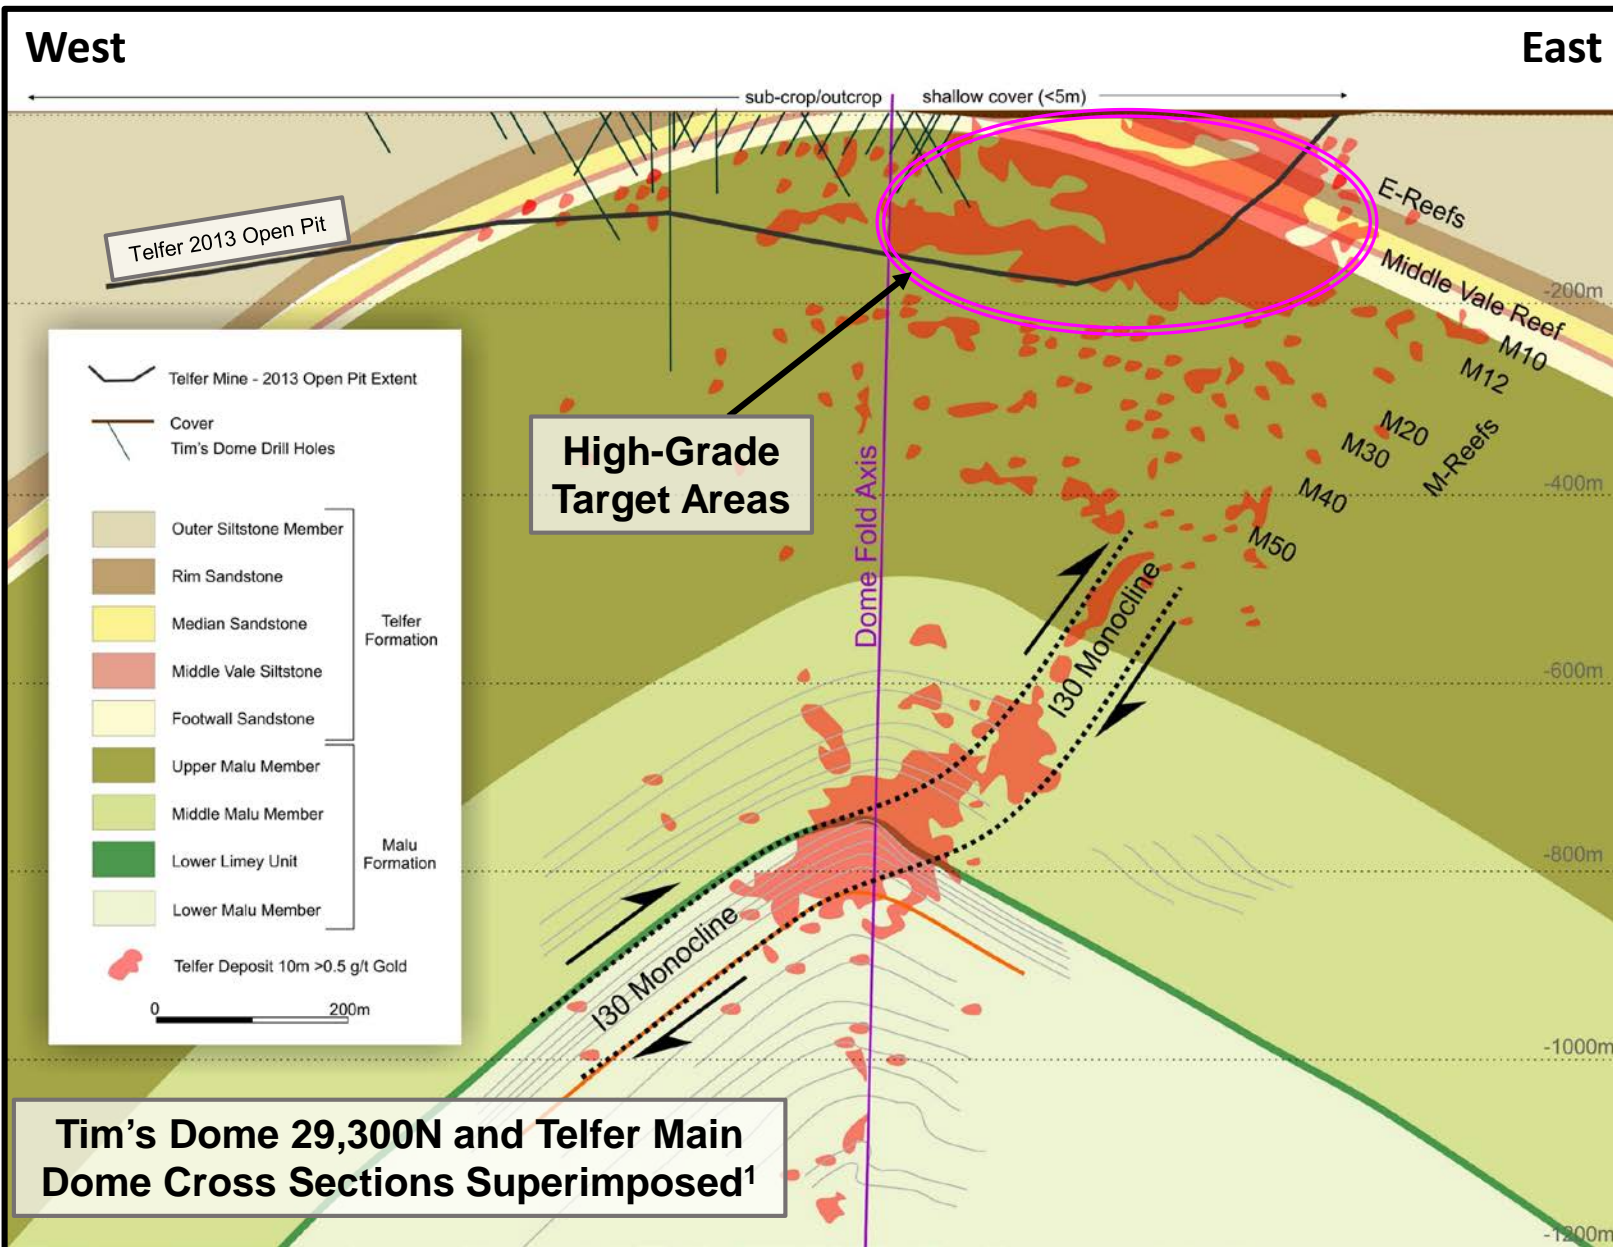 West
East
sub-crop/outcrop
shallow cover (<5m)
Telfer 2013 Open Pit
E-Reefs
Middle Vale Reef
-200m
M10
M12
M20
M30
M-Reefs
M40
M50
-400m
High-Grade
Target Areas
Dome Fold Axis
I30 Monocline
-600m
-800m
I30 Monocline
-1000m
-1200m
Telfer Mine - 2013 Open Pit Extent
Cover
Tim's Dome Drill Holes
Outer Siltstone Member
Rim Sandstone
Median Sandstone
Middle Vale Siltstone
Footwall Sandstone
Telfer
Formation
Upper Malu Member
Middle Malu Member
Lower Limey Unit
Lower Malu Member
Malu
Formation
Telfer Deposit 10m >0.5 g/t Gold
0
200m
Tim's Dome 29,300N and Telfer Main
Dome Cross Sections Superimposed¹